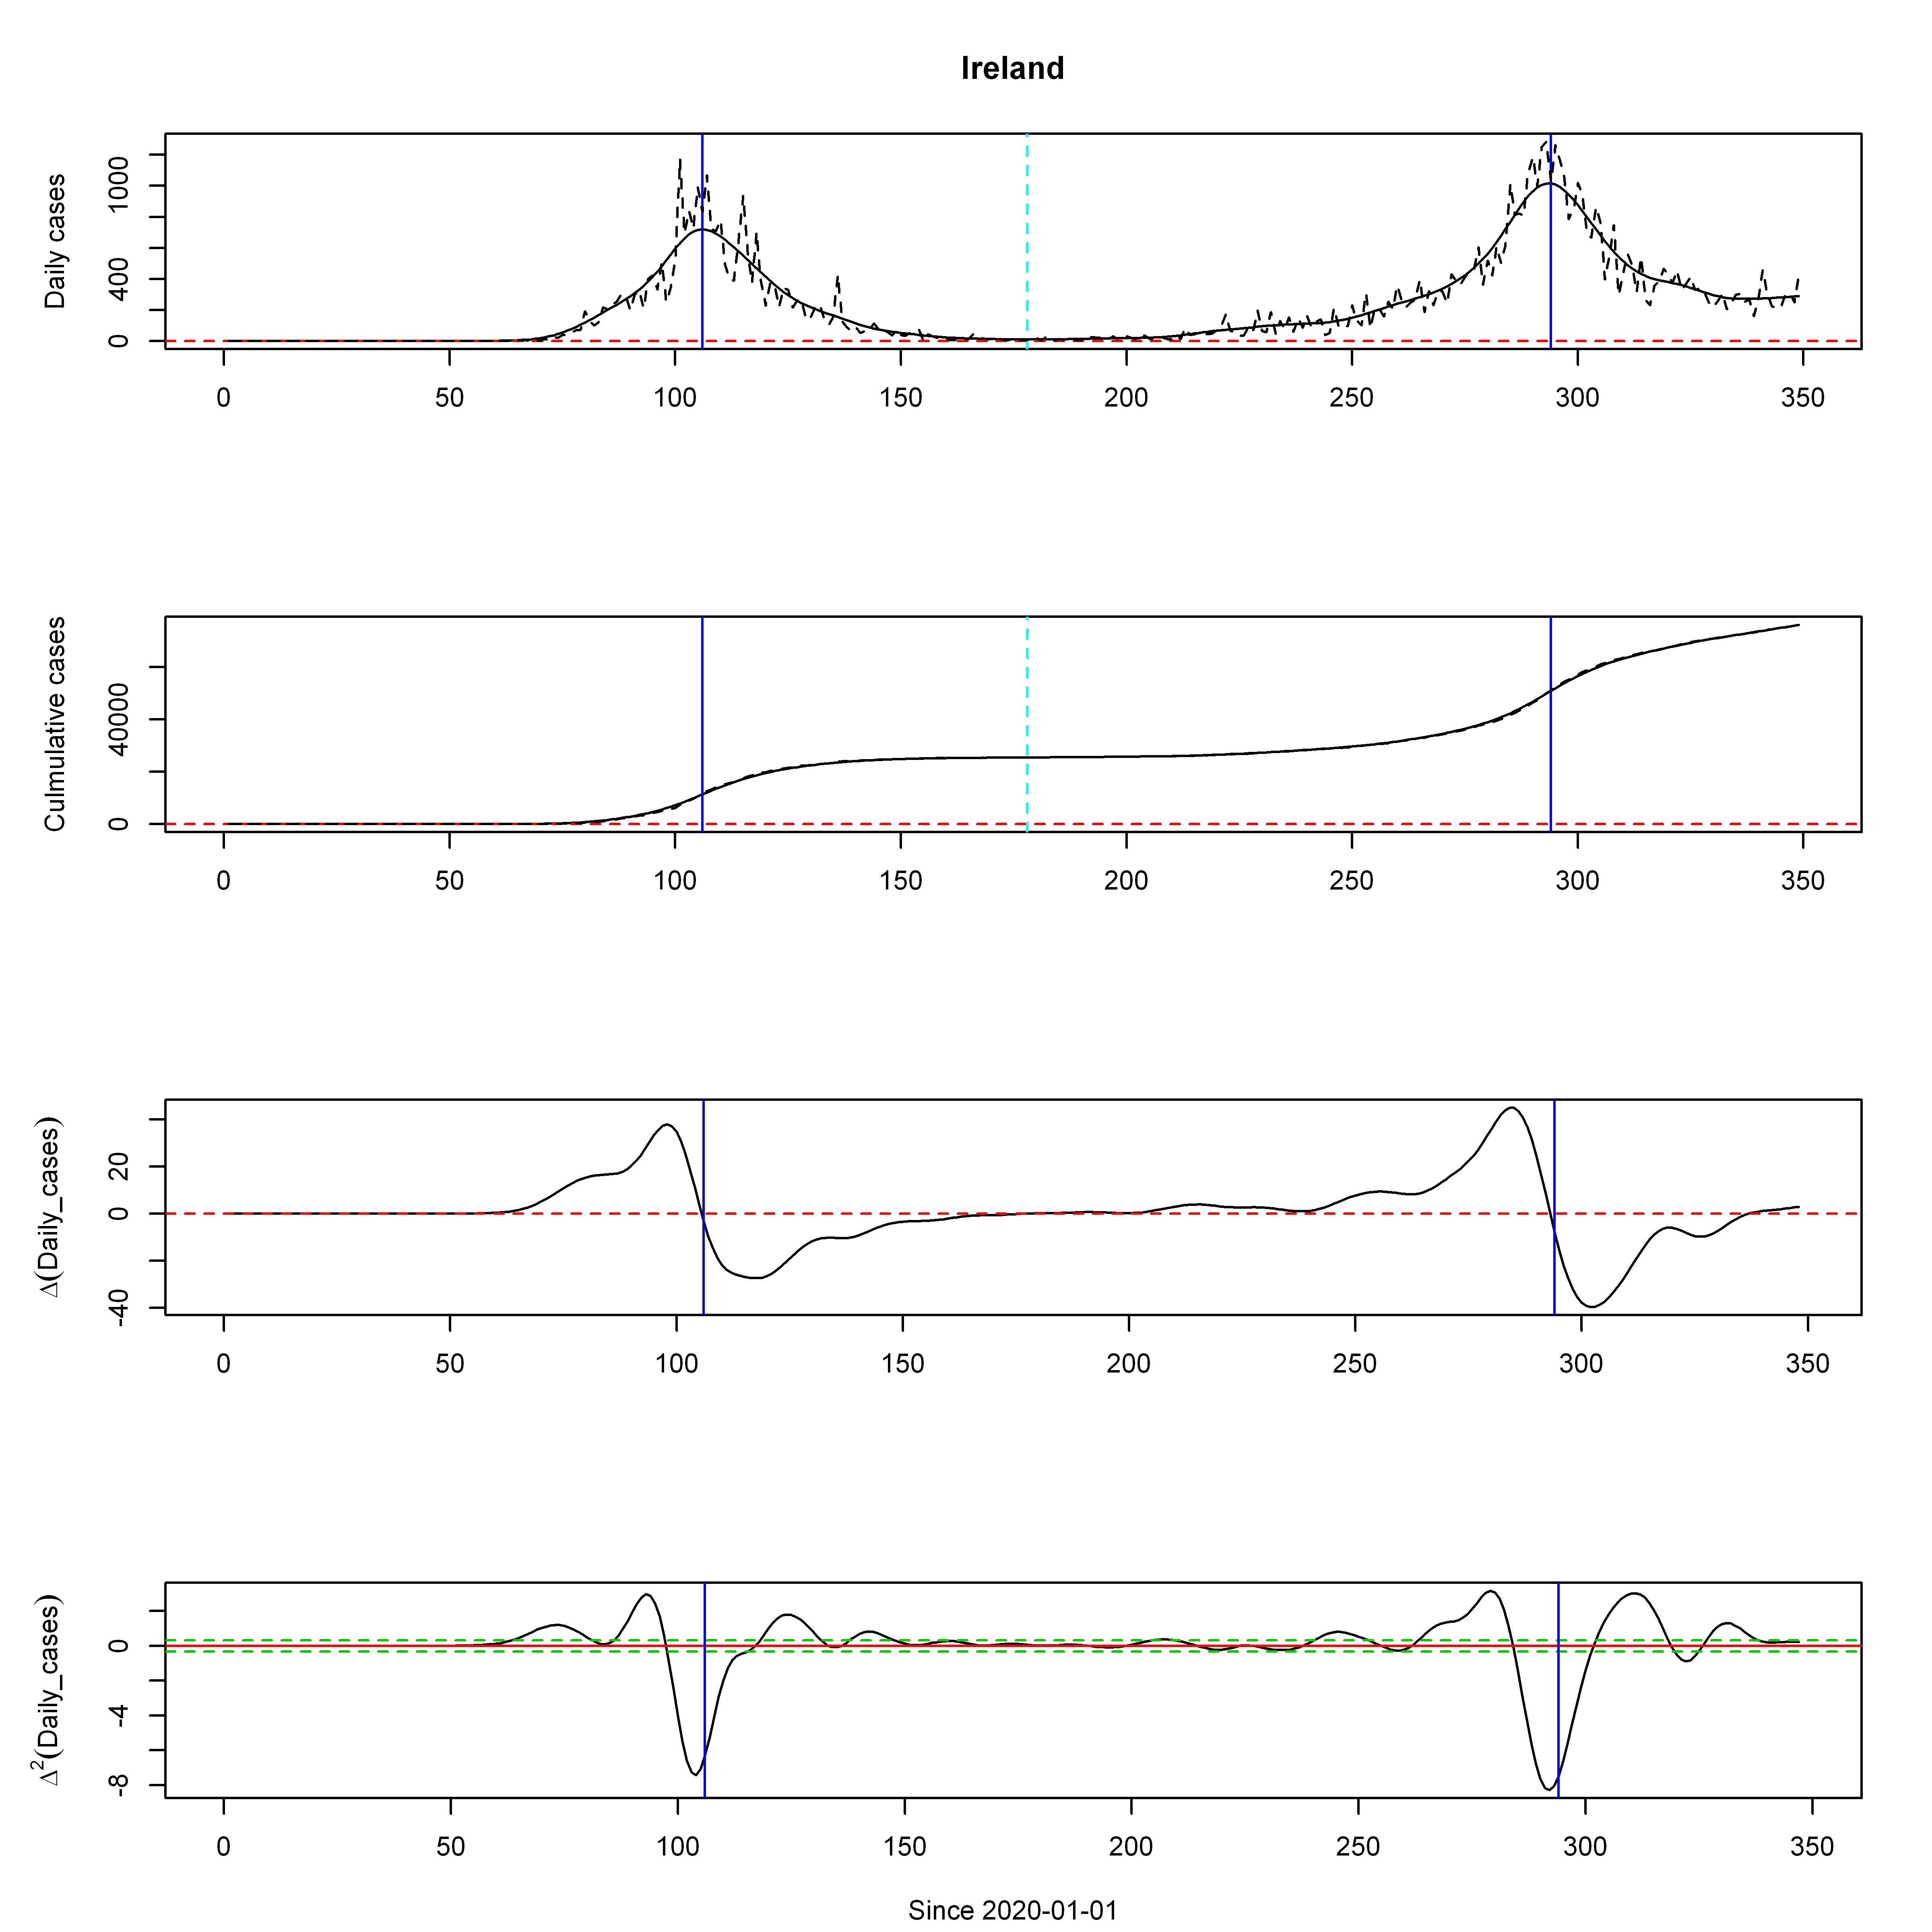 Ireland
Daily cases
0 400 1000
0 50 100 150 200 250 300 350
Culmulative cases
0 40000
0 50 100 150 200 250 300 350
Δ(Daily_cases)
-40 0 20
0 50 100 150 200 250 300 350
Δ²(Daily_cases)
-8 -4 0
0 50 100 150 200 250 300 350
Since 2020-01-01